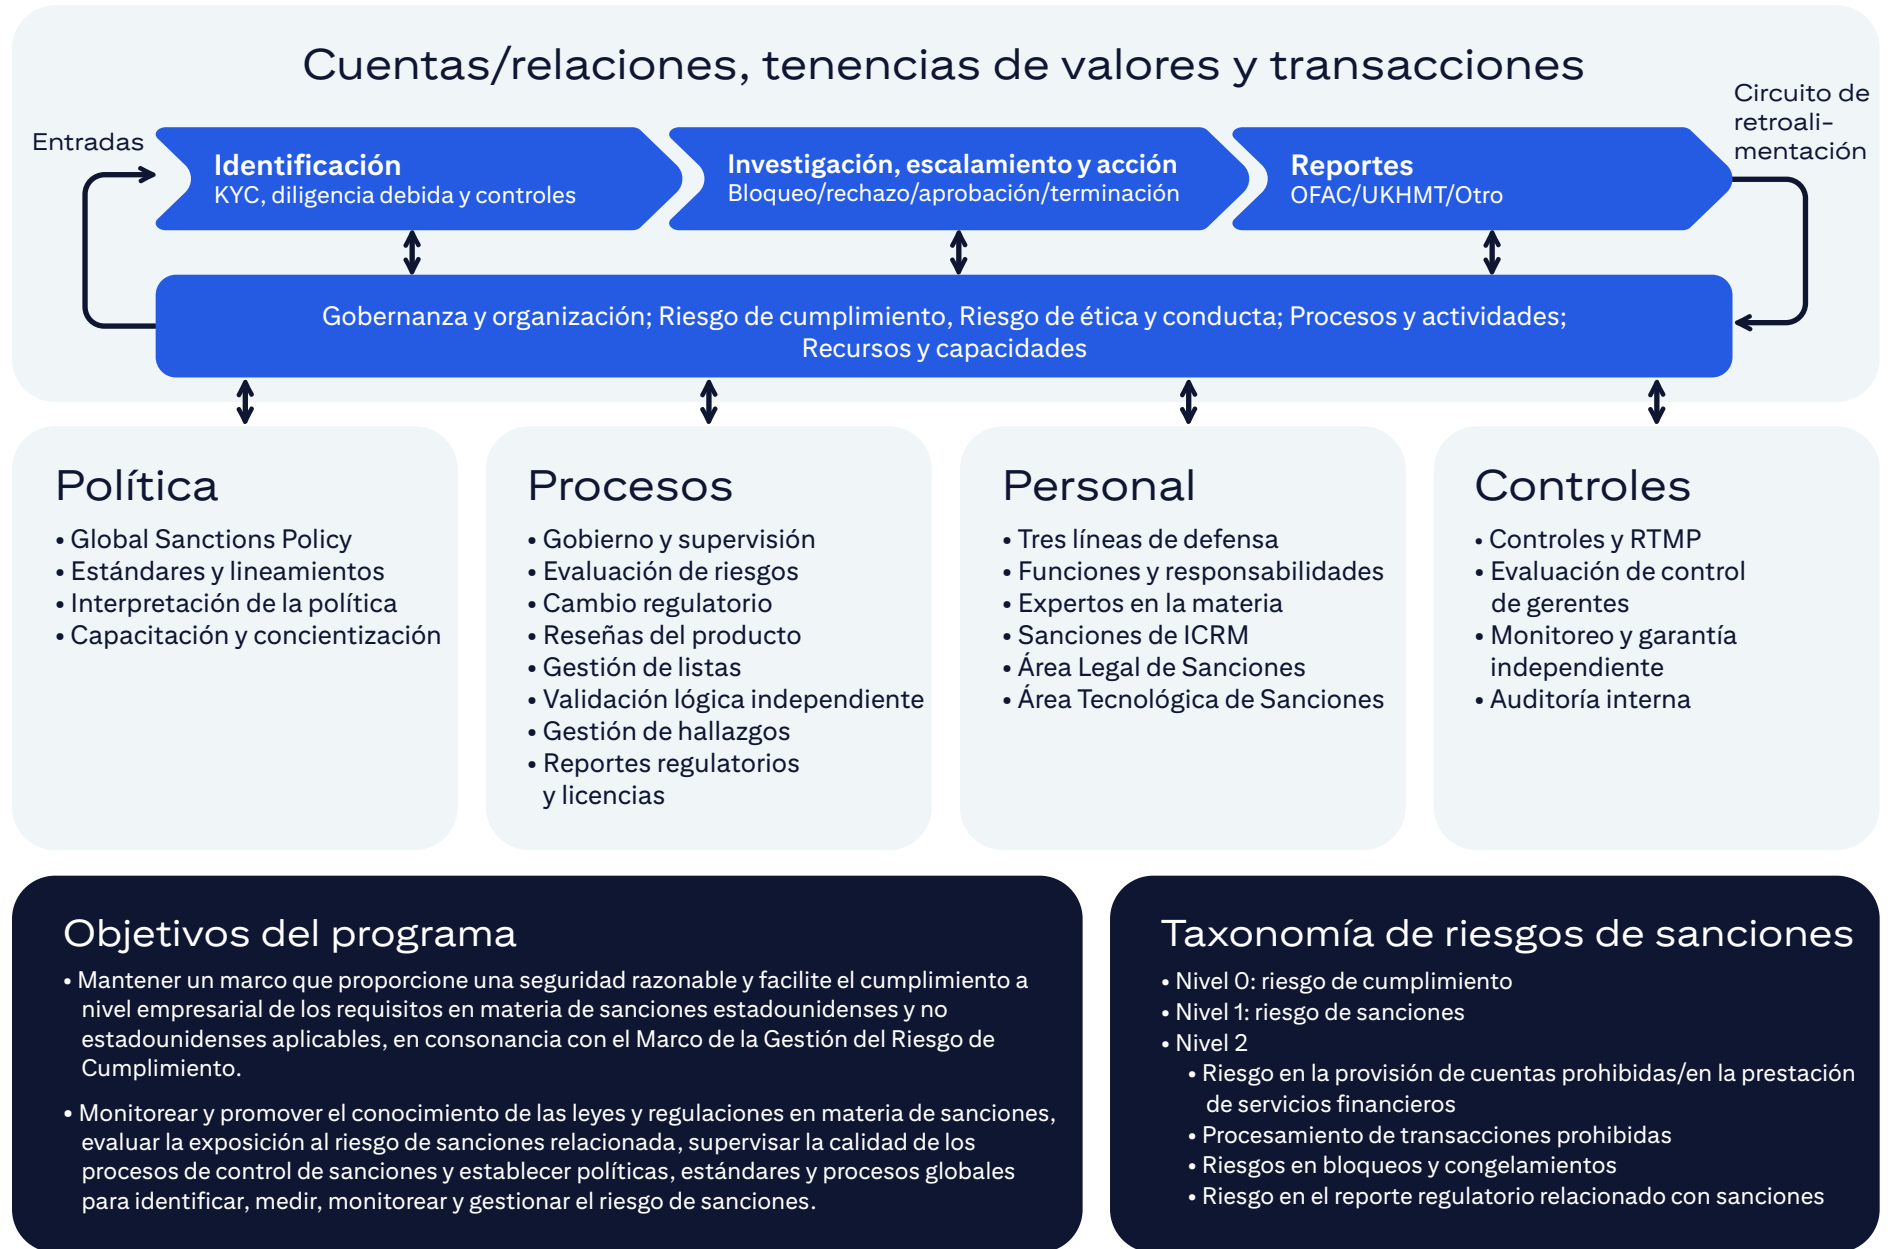 Cuentas/relaciones, tenencias de valores y transacciones
Entradas
Circuito de
retroali-
mentación
Identificación
KYC, diligencia debida y controles
Investigación, escalamiento y acción
Bloqueo/rechazo/aprobación/terminación
Reportes
OFAC/UKHMT/Otro
Gobernanza y organización; Riesgo de cumplimiento, Riesgo de ética y conducta; Procesos y actividades;
Recursos y capacidades
Política
• Global Sanctions Policy
• Estándares y lineamientos
• Interpretación de la política
• Capacitación y concientización
Procesos
• Gobierno y supervisión
• Evaluación de riesgos
• Cambio regulatorio
• Reseñas del producto
• Gestión de listas
• Validación lógica independiente
• Gestión de hallazgos
• Reportes regulatorios
y licencias
Personal
• Tres líneas de defensa
• Funciones y responsabilidades
• Expertos en la materia
• Sanciones de ICRM
• Área Legal de Sanciones
• Área Tecnológica de Sanciones
Controles
• Controles y RTMP
• Evaluación de control
de gerentes
• Monitoreo y garantía
independiente
• Auditoría interna
Objetivos del programa
• Mantener un marco que proporcione una seguridad razonable y facilite el cumplimiento a
nivel empresarial de los requisitos en materia de sanciones estadounidenses y no
estadounidenses aplicables, en consonancia con el Marco de la Gestión del Riesgo de
Cumplimiento.
• Monitorear y promover el conocimiento de las leyes y regulaciones en materia de sanciones,
evaluar la exposición al riesgo de sanciones relacionada, supervisar la calidad de los
procesos de control de sanciones y establecer políticas, estándares y procesos globales
para identificar, medir, monitorear y gestionar el riesgo de sanciones.
Taxonomía de riesgos de sanciones
• Nivel 0: riesgo de cumplimiento
• Nivel 1: riesgo de sanciones
• Nivel 2
• Riesgo en la provisión de cuentas prohibidas/en la prestación
de servicios financieros
• Procesamiento de transacciones prohibidas
• Riesgos en bloqueos y congelamientos
• Riesgo en el reporte regulatorio relacionado con sanciones